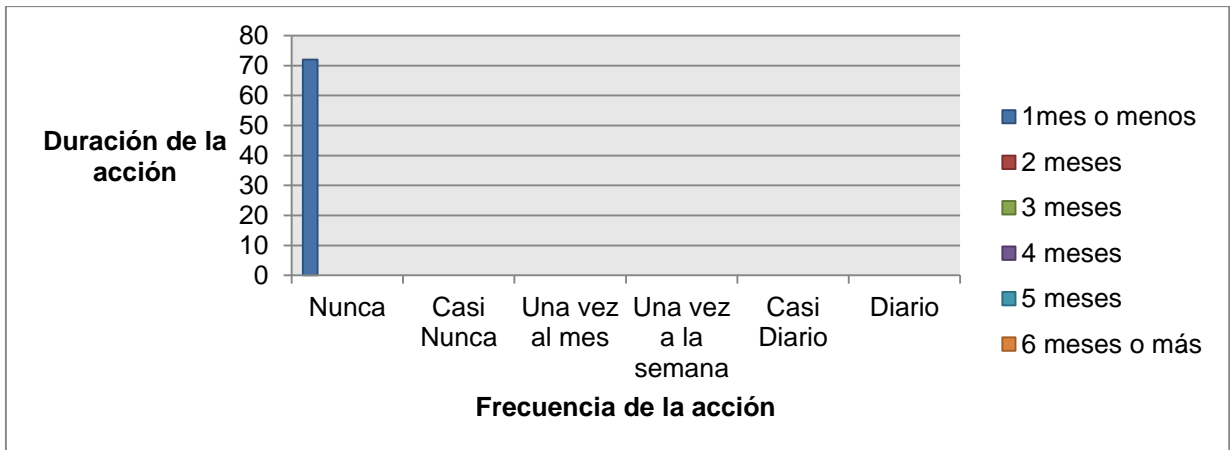 80
70
60
50
40
30
20
10
0
Duración de la
acción
Nunca
Casi
Nunca
Una vez
al mes
Una vez
a la
semana
Casi
Diario
Diario
Frecuencia de la acción
1mes o menos
2 meses
3 meses
4 meses
5 meses
6 meses o más